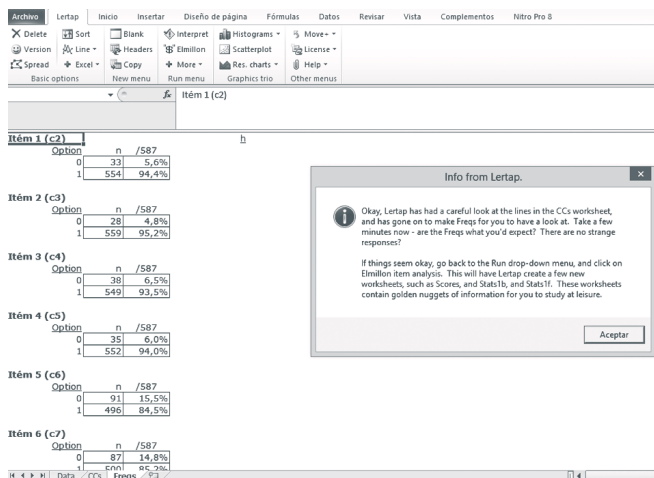 Archivo Lertap Inicio Insertar Diseño de página Fórmulas Datos Revisar Vista Complementos Nitro Pro 8
Delete Sort Blank Interpret Histograms Move+
Version Line Headers Elmillon Scatterplot License
Spread Excel Copy More Res. charts Help
Basic options New menu Run menu Graphics trio Other menus
fx Itém 1 (c2)
Itém 1 (c2) h
Option n /587
0 33 5,6%
1 554 94,4%
Itém 2 (c3)
Option n /587
0 28 4,8%
1 559 95,2%
Itém 3 (c4)
Option n /587
0 38 6,5%
1 549 93,5%
Itém 4 (c5)
Option n /587
0 35 6,0%
1 552 94,0%
Itém 5 (c6)
Option n /587
0 91 15,5%
1 496 84,5%
Itém 6 (c7)
Option n /587
0 87 14,8%
1 500 85,2%
Data CCs Freqs
Info from Lertap.
Okay, Lertap has had a careful look at the lines in the CCs worksheet,
and has gone on to make Freqs for you to have a look at. Take a few
minutes now - are the Freqs what you'd expect? There are no strange
responses?
If things seem okay, go back to the Run drop-down menu, and click on
Elmillon item analysis. This will have Lertap create a few new
worksheets, such as Scores, and Stats1b, and Stats1f. These worksheets
contain golden nuggets of information for you to study at leisure.
Aceptar